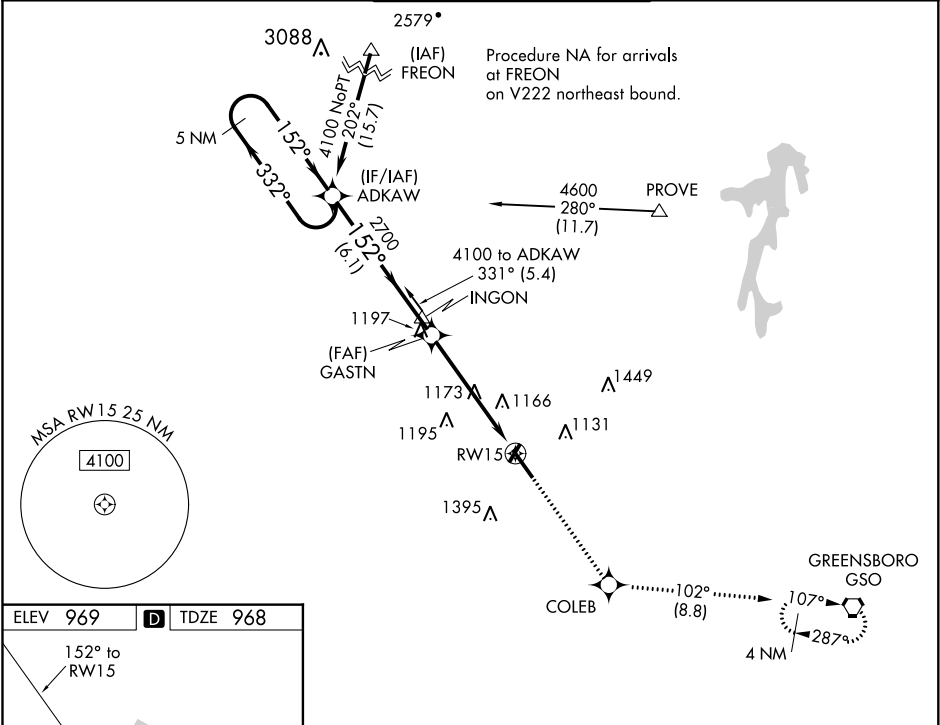 2579
3088
(IAF)
FREON
Procedure NA for arrivals
at FREON
on V222 northeast bound.
4100 NoPT
202°
(15.7)
5 NM
152°
332°
(IF/IAF)
ADKAW
4600
280°
(11.7)
PROVE
2700
152°
(6.1)
4100 to ADKAW
331° (5.4)
INGON
1197
(FAF)
GASTN
1449
1173
1166
1195
1131
MSA RW15 25 NM
4100
RW15
1395
GREENSBORO
GSO
COLEB
102°
(8.8)
107°
287°
4 NM
ELEV 969
D
TDZE 968
152° to
RW15